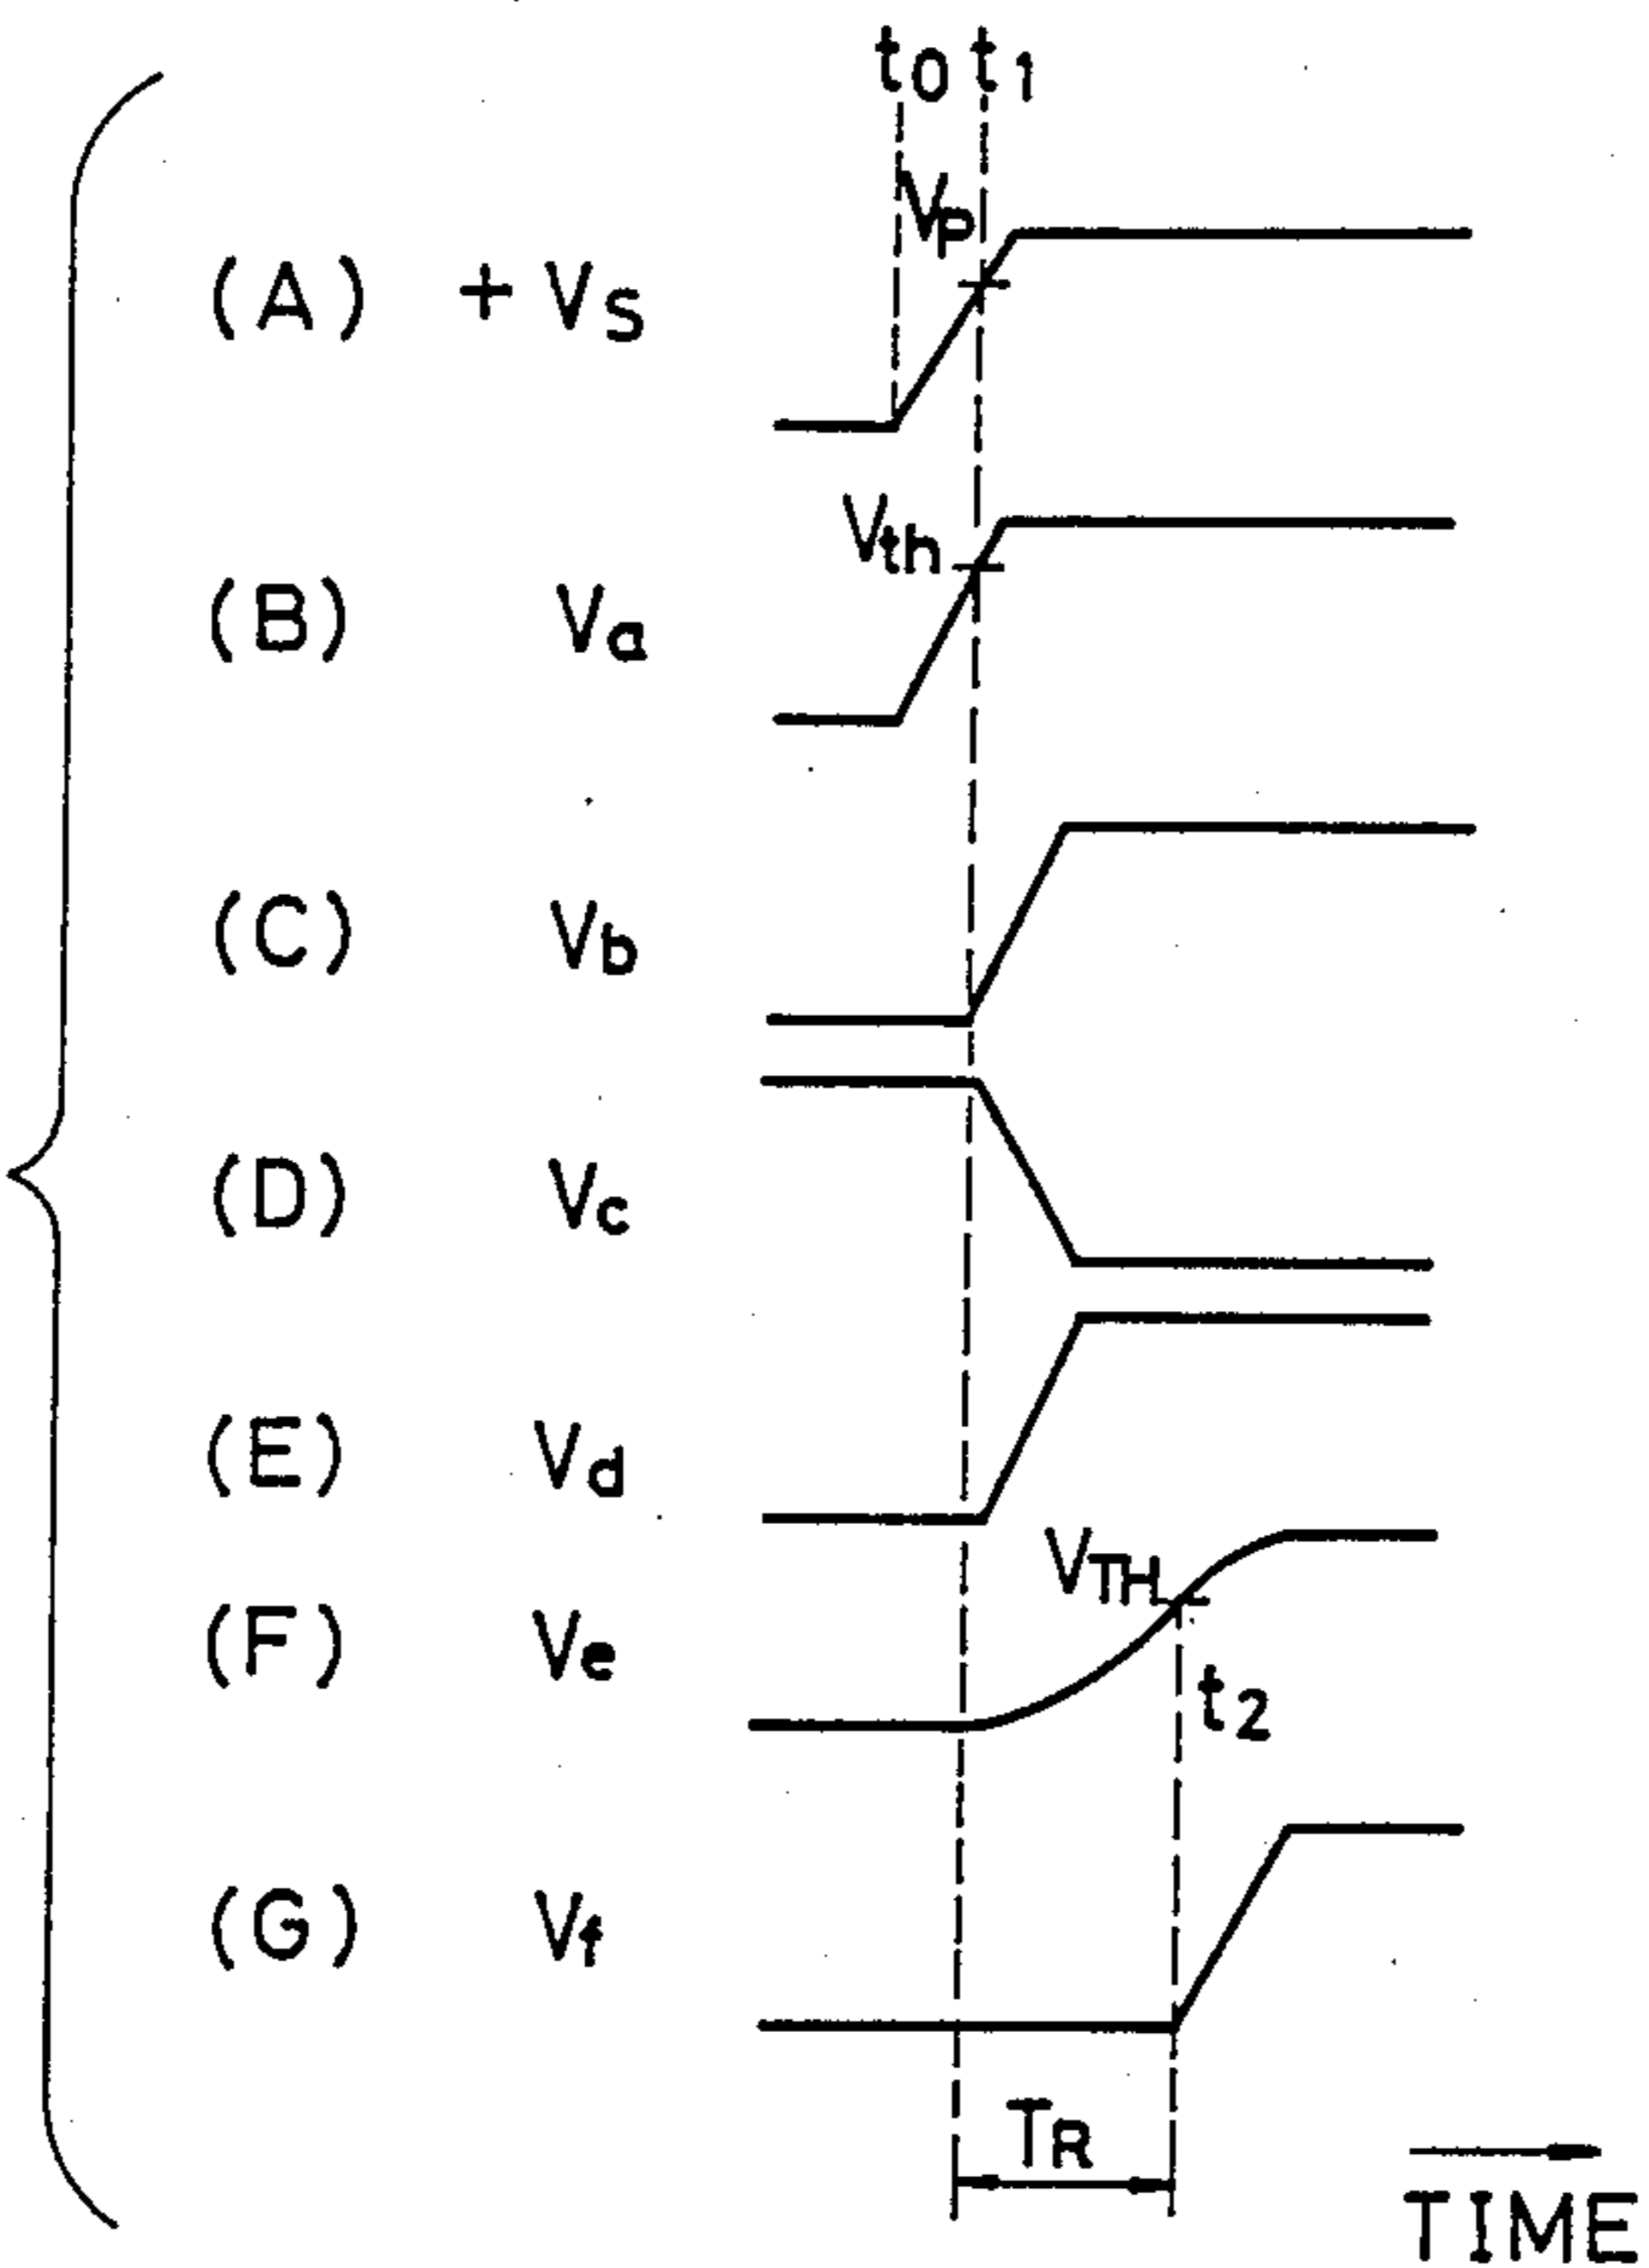 t0 t1
Vp
(A) + VS
Vth
(B) Va
(C) Vb
(D) Vc
(E) Vd
VTH
(F) Ve
t2
(G) Vf
TR
TIME